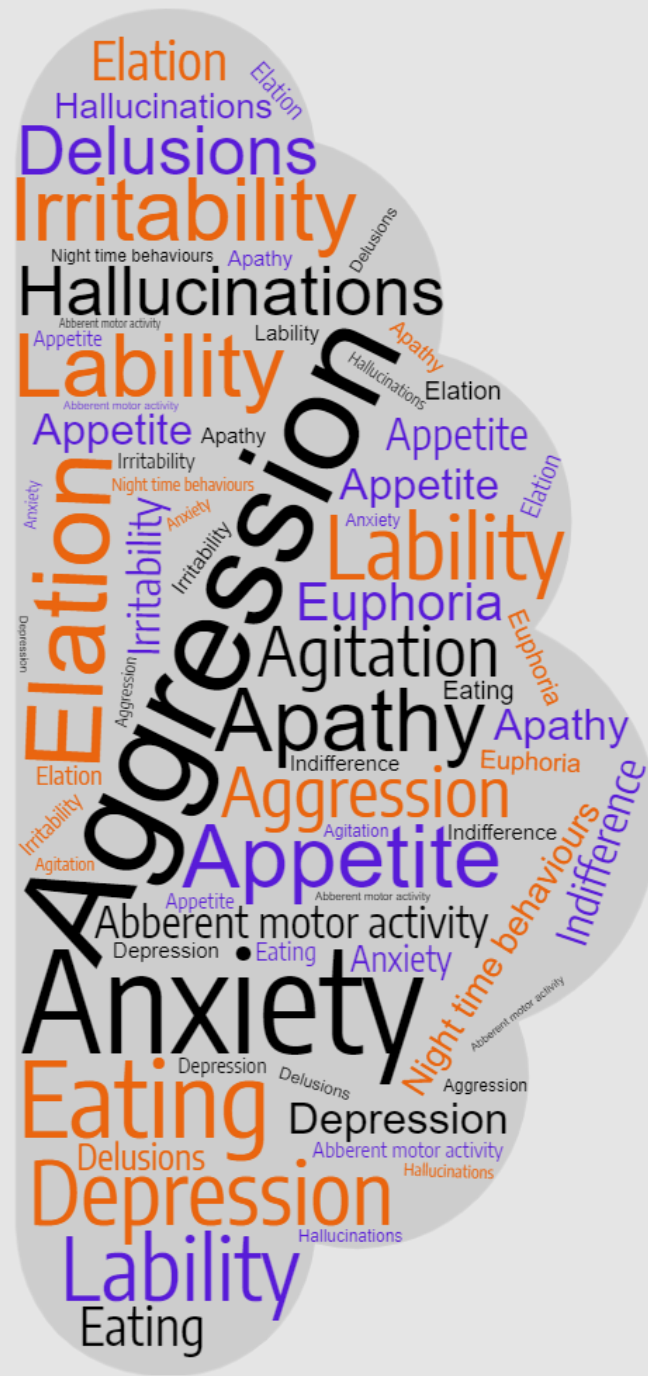 Elation
Elation
Hallucinations
Delusions
Irritability
Delusions
Night time behaviours
Apathy
Hallucinations
Abberent motor activity
Lability
Apathy
Appetite
Lability
Hallucinations
Elation
Abberent motor activity
Appetite
Apathy
Appetite
Irritability
Elation
Night time behaviours
Appetite
Elation
Anxiety
Irritability
Anxiety
Anxiety
Irritability
Aggression
Lability
Euphoria
Depression
Agitation
Euphoria
Aggression
Eating
Apathy
Apathy
Indifference
Euphoria
Elation
Aggression
Indifference
Irritability
Agitation
Indifference
Agitation
Appetite
Night time behaviours
Appetite
Abberent motor activity
Abberent motor activity
Depression
Eating
Anxiety
Anxiety
Abberent motor activity
Depression
Delusions
Aggression
Eating
Depression
Delusions
Abberent motor activity
Hallucinations
Depression
Hallucinations
Lability
Eating